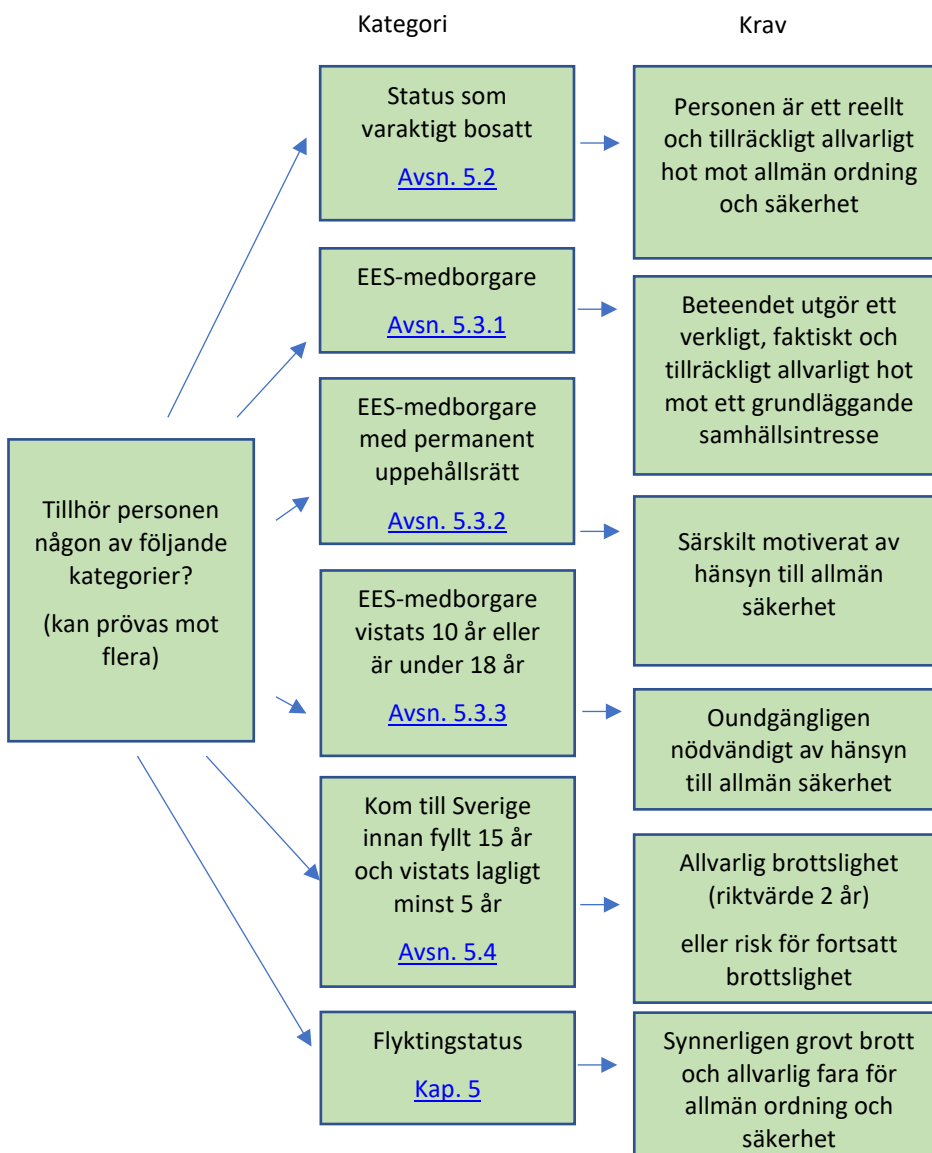 Kategori
Krav
Tillhör personen
någon av följande
kategorier?
(kan prövas mot
flera)
Status som
varaktigt bosatt
Avsn. 5.2
Personen är ett reellt
och tillräckligt allvarligt
hot mot allmän ordning
och säkerhet
EES-medborgare
Avsn. 5.3.1
Beteendet utgör ett
verkligt, faktiskt och
tillräckligt allvarligt hot
mot ett grundläggande
samhällsintresse
EES-medborgare
med permanent
uppehållsrätt
Avsn. 5.3.2
Särskilt motiverat av
hänsyn till allmän
säkerhet
EES-medborgare
vistats 10 år eller
är under 18 år
Avsn. 5.3.3
Oundgängligen
nödvändigt av hänsyn
till allmän säkerhet
Kom till Sverige
innan fyllt 15 år
och vistats lagligt
minst 5 år
Avsn. 5.4
Allvarlig brottslighet
(riktvärde 2 år)
eller risk för fortsatt
brottslighet
Flyktingstatus
Kap. 5
Synnerligen grovt brott
och allvarlig fara för
allmän ordning och
säkerhet